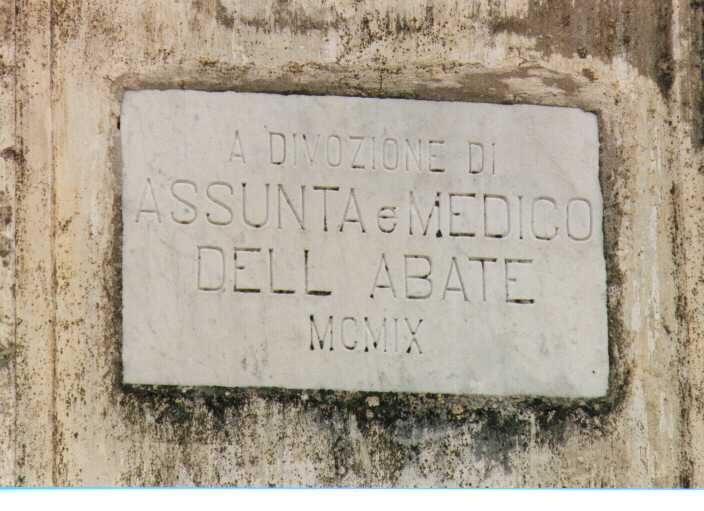 A DIVOZIONE DI
ASSUNTA e MEDICO
DELL ABATE
MCMIX